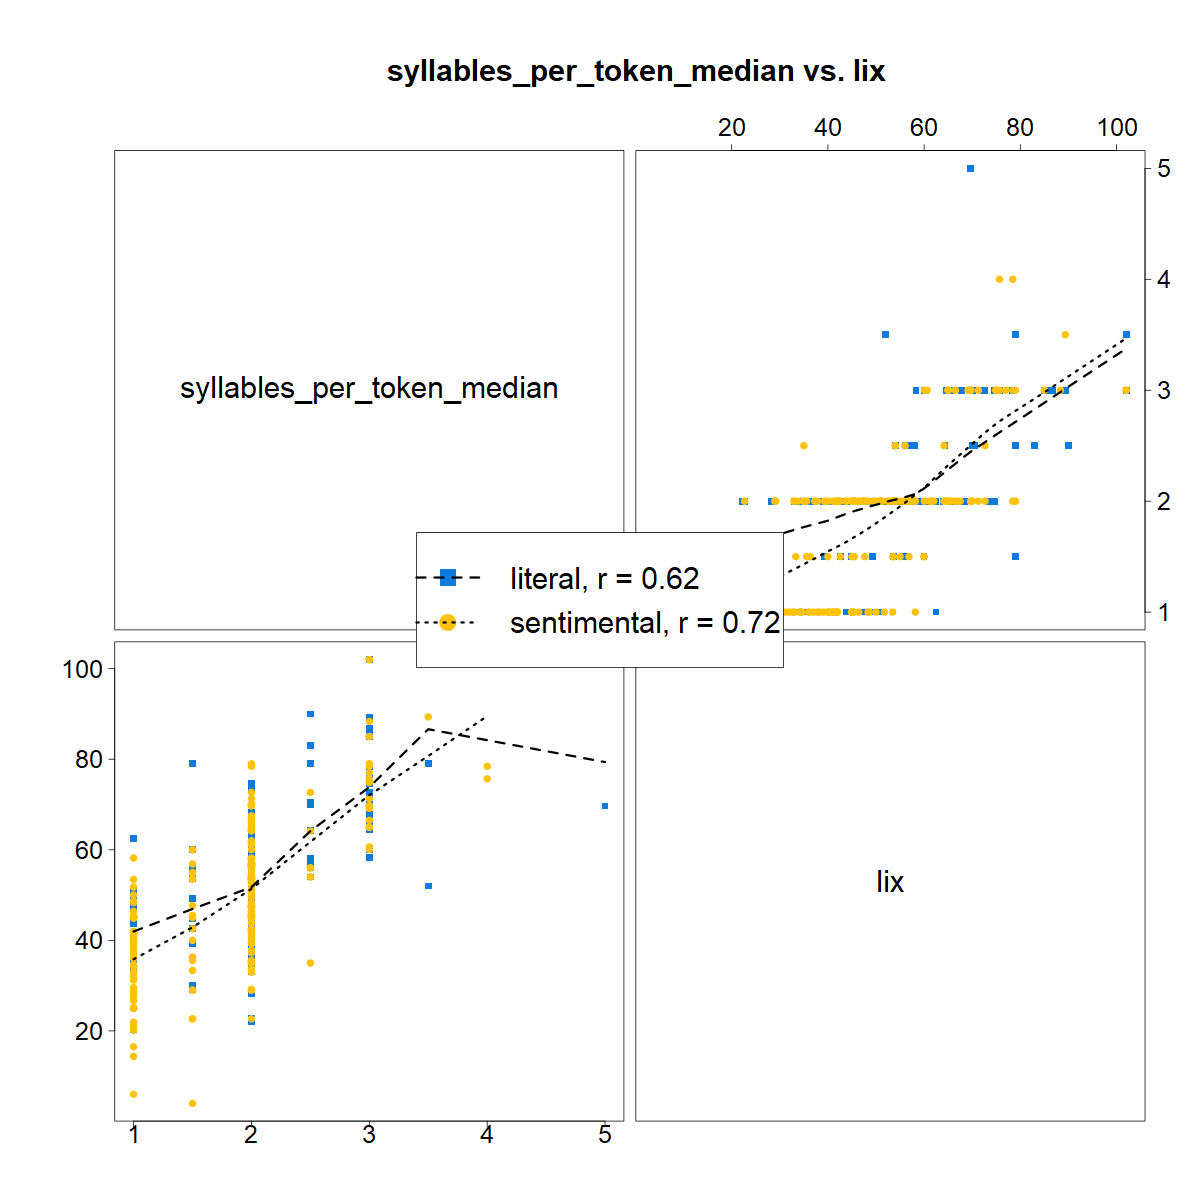 syllables_per_token_median vs. lix
20 40 60 80 100
syllables_per_token_median
5
4
3
2
1
literal, r = 0.62
sentimental, r = 0.72
100
80
60
40
20
lix
1 2 3 4 5